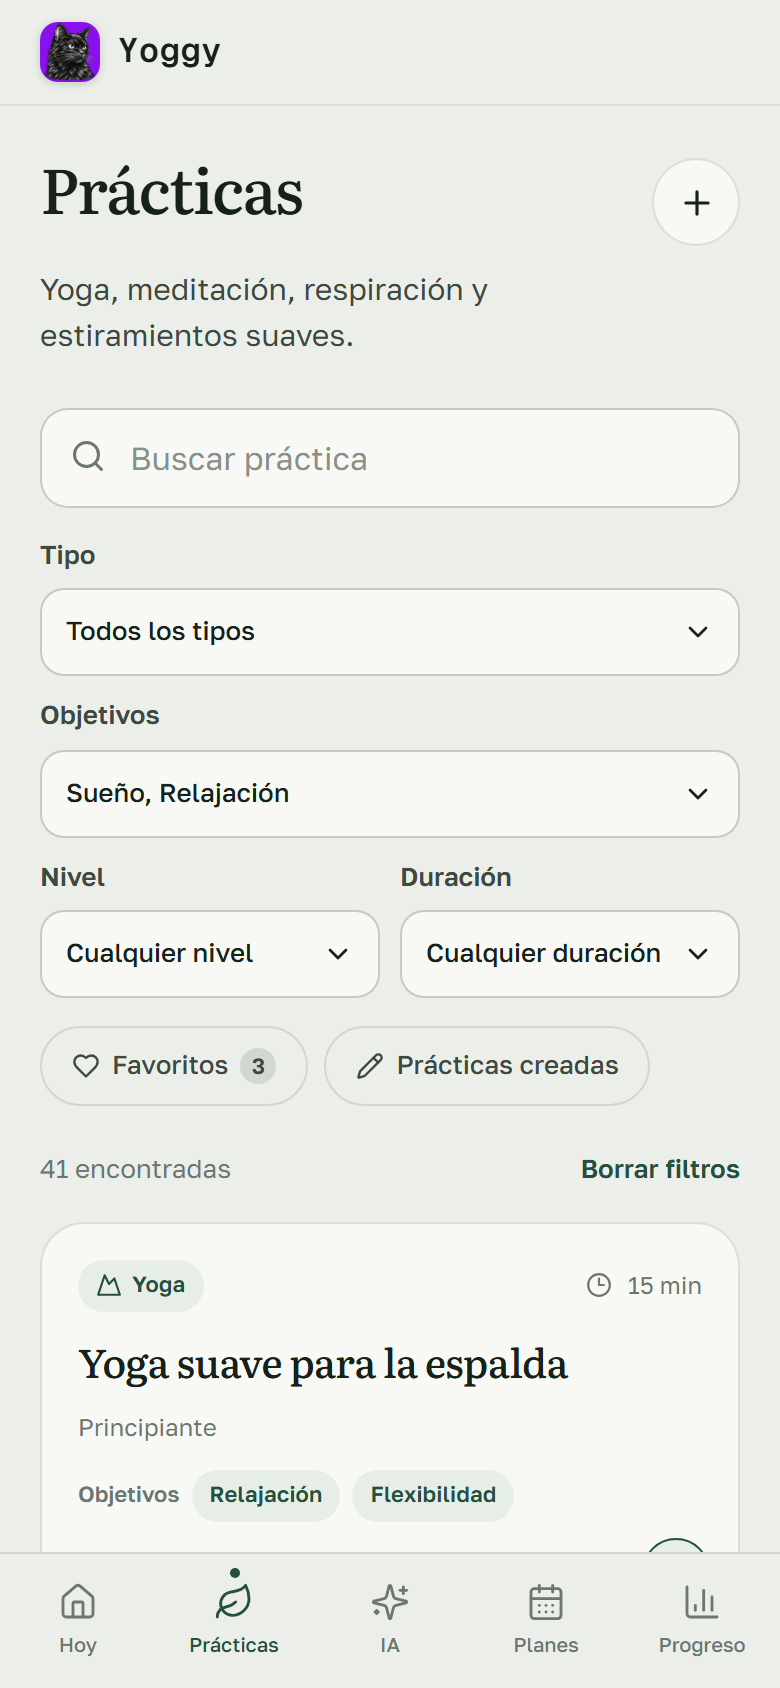 Yoggy
Prácticas
Yoga, meditación, respiración y
estiramientos suaves.
Buscar práctica
Tipo
Todos los tipos
Objetivos
Sueño, Relajación
Nivel
Duración
Cualquier nivel
Cualquier duración
Favoritos 3
Prácticas creadas
41 encontradas
Borrar filtros
Yoga
15 min
Yoga suave para la espalda
Principiante
Objetivos Relajación Flexibilidad
Hoy
Prácticas
IA
Planes
Progreso